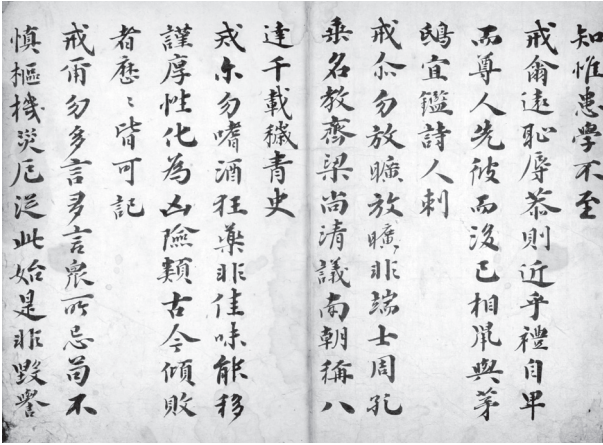 知惟患學不至
戒爾遠恥辱恭則近乎禮自卑
而尊人先彼而後己相鼠與茅
鴟宜鑑詩人刺
戒尒勿放曠放曠非端士周孔
垂名教齊梁尚清議南朝稱八
達千載穢青史
戒尒勿嗜酒狂藥非佳味能移
謹厚性化為凶險類古今傾敗
者歷〻皆可記
戒爾勿多言多言衆所忌苟不
慎樞機災厄從此始是非毀譽